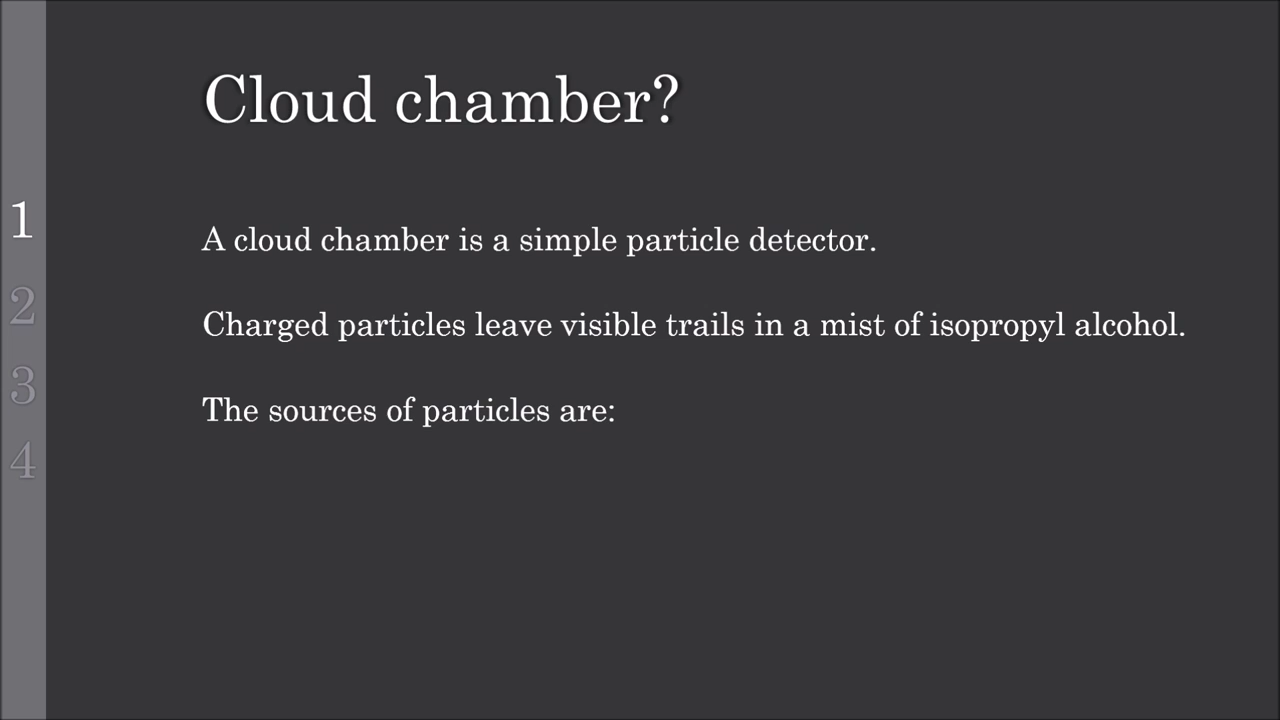 Cloud chamber?
1
A cloud chamber is a simple particle detector.
2
Charged particles leave visible trails in a mist of isopropyl alcohol.
3
The sources of particles are:
4